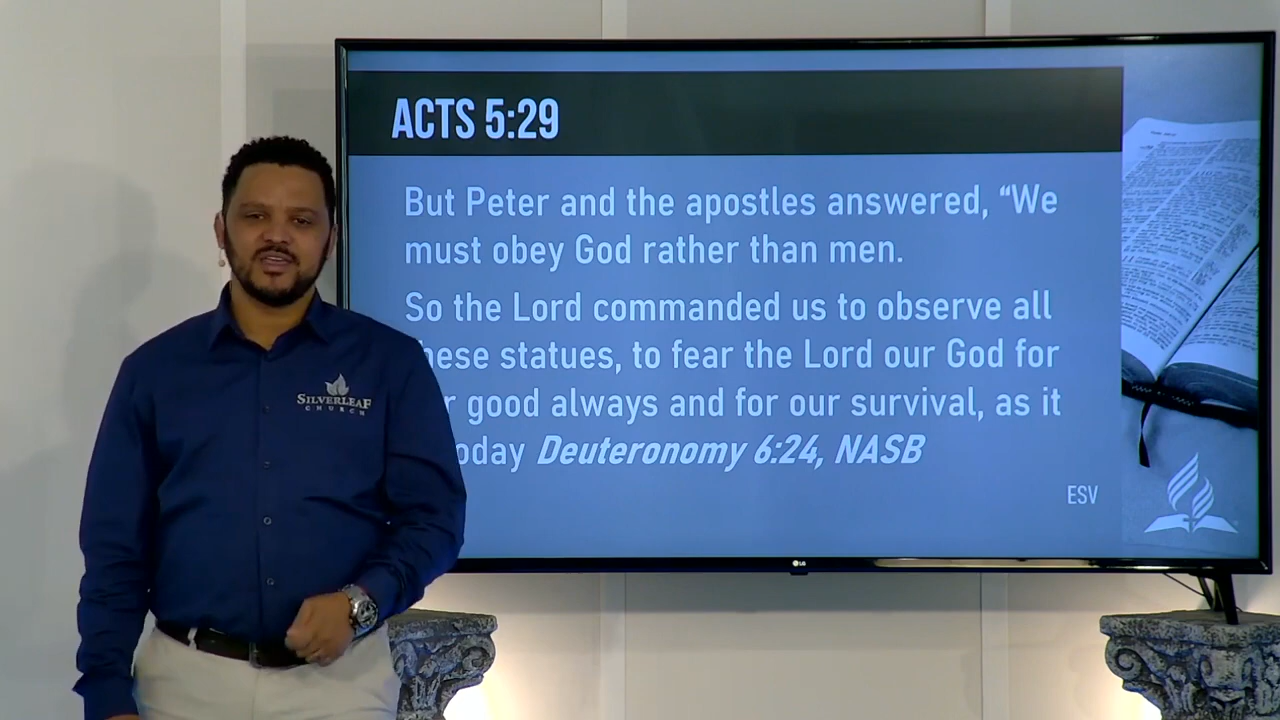 ACTS 5:29
But Peter and the apostles answered, “We
must obey God rather than men.
So the Lord commanded us to observe all
hese statues, to fear the Lord our God for
r good always and for our survival, as it
oday Deuteronomy 6:24, NASB
ESV
SILVERLEAF
CHURCH
LG